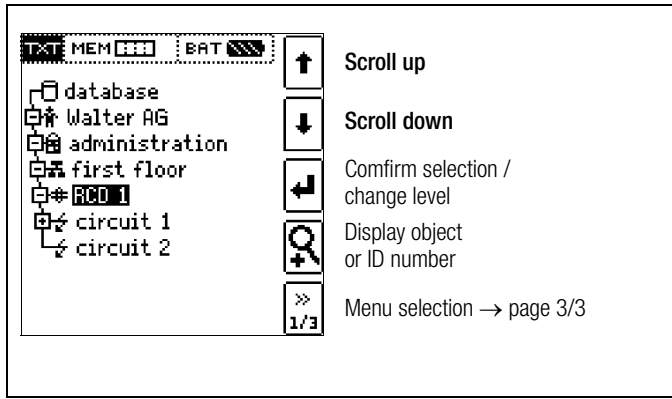 TXT MEM BAT
database
Walter AG
administration
first floor
RCD 1
circuit 1
circuit 2
Scroll up
Scroll down
Comfirm selection /
change level
Display object
or ID number
>>
1/3
Menu selection → page 3/3